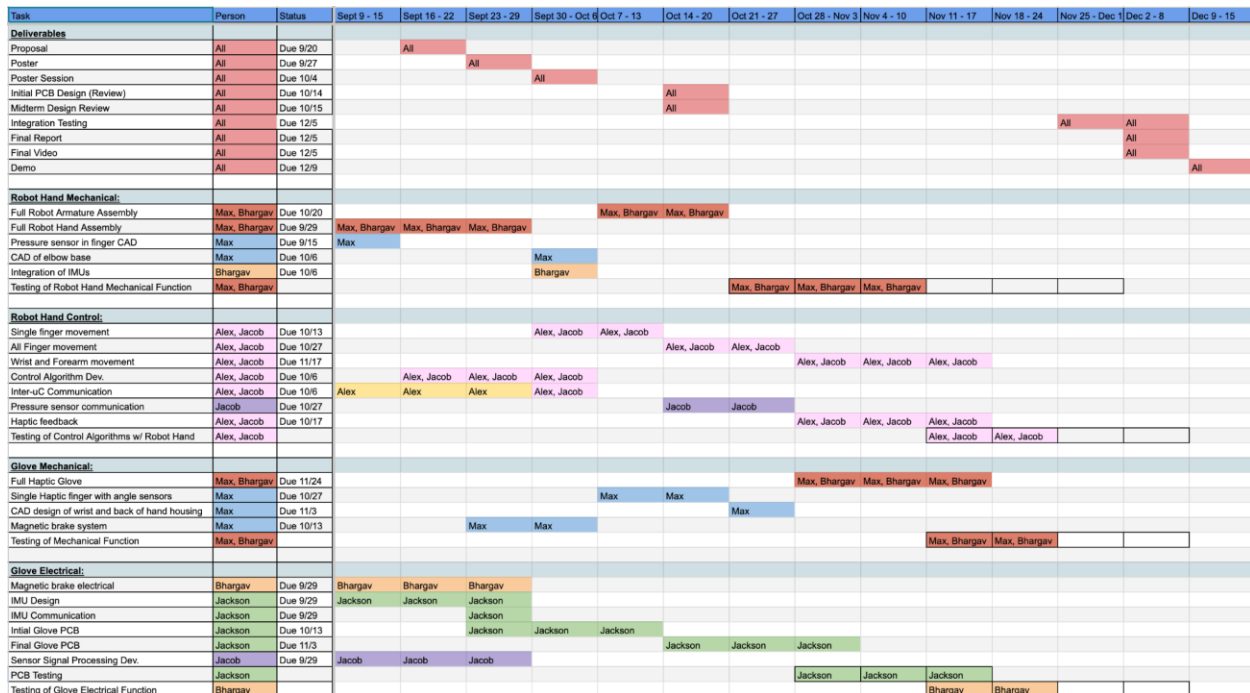 Task Person Status Sept 9 - 15 Sept 16 - 22 Sept 23 - 29 Sept 30 - Oct 6 Oct 7 - 13 Oct 14 - 20 Oct 21 - 27 Oct 28 - Nov 3 Nov 4 - 10 Nov 11 - 17 Nov 18 - 24 Nov 25 - Dec 1 Dec 2 - 8 Dec 9 - 15
Deliverables
Proposal All Due 9/20 All
Poster All Due 9/27 All
Poster Session All Due 10/4 All
Initial PCB Design (Review) All Due 10/14 All
Midterm Design Review All Due 10/15 All
Integration Testing All Due 12/5 All All
Final Report All Due 12/5 All
Final Video All Due 12/5 All
Demo All Due 12/9 All
Robot Hand Mechanical:
Full Robot Armature Assembly Max, Bhargav Due 10/20 Max, Bhargav Max, Bhargav
Full Robot Hand Assembly Max, Bhargav Due 9/29 Max, Bhargav Max, Bhargav Max, Bhargav
Pressure sensor in finger CAD Max Due 9/15 Max
CAD of elbow base Max Due 10/6 Max
Integration of IMUs Bhargav Due 10/6 Bhargav
Testing of Robot Hand Mechanical Function Max, Bhargav Max, Bhargav Max, Bhargav Max, Bhargav
Robot Hand Control:
Single finger movement Alex, Jacob Due 10/13 Alex, Jacob Alex, Jacob
All Finger movement Alex, Jacob Due 10/27 Alex, Jacob Alex, Jacob
Wrist and Forearm movement Alex, Jacob Due 11/17 Alex, Jacob Alex, Jacob Alex, Jacob
Control Algorithm Dev. Alex, Jacob Due 10/6 Alex, Jacob Alex, Jacob Alex, Jacob
Inter-uC Communication Alex, Jacob Due 10/6 Alex Alex Alex Alex, Jacob
Pressure sensor communication Jacob Due 10/27 Jacob Jacob
Haptic feedback Alex, Jacob Due 10/17 Alex, Jacob Alex, Jacob Alex, Jacob
Testing of Control Algorithms w/ Robot Hand Alex, Jacob Alex, Jacob Alex, Jacob
Glove Mechanical:
Full Haptic Glove Max, Bhargav Due 11/24 Max, Bhargav Max, Bhargav Max, Bhargav
Single Haptic finger with angle sensors Max Due 10/27 Max Max
CAD design of wrist and back of hand housing Max Due 11/3 Max
Magnetic brake system Max Due 10/13 Max Max
Testing of Mechanical Function Max, Bhargav Max, Bhargav Max, Bhargav
Glove Electrical:
Magnetic brake electrical Bhargav Due 9/29 Bhargav Bhargav Bhargav
IMU Design Jackson Due 9/29 Jackson Jackson Jackson
IMU Communication Jackson Due 9/29 Jackson
Intial Glove PCB Jackson Due 10/13 Jackson Jackson Jackson
Final Glove PCB Jackson Due 11/3 Jackson Jackson Jackson
Sensor Signal Processing Dev. Jacob Due 9/29 Jacob Jacob Jacob
PCB Testing Jackson Jackson Jackson Jackson
Testing of Glove Electrical Function Bhargav Bhargav Bhargav